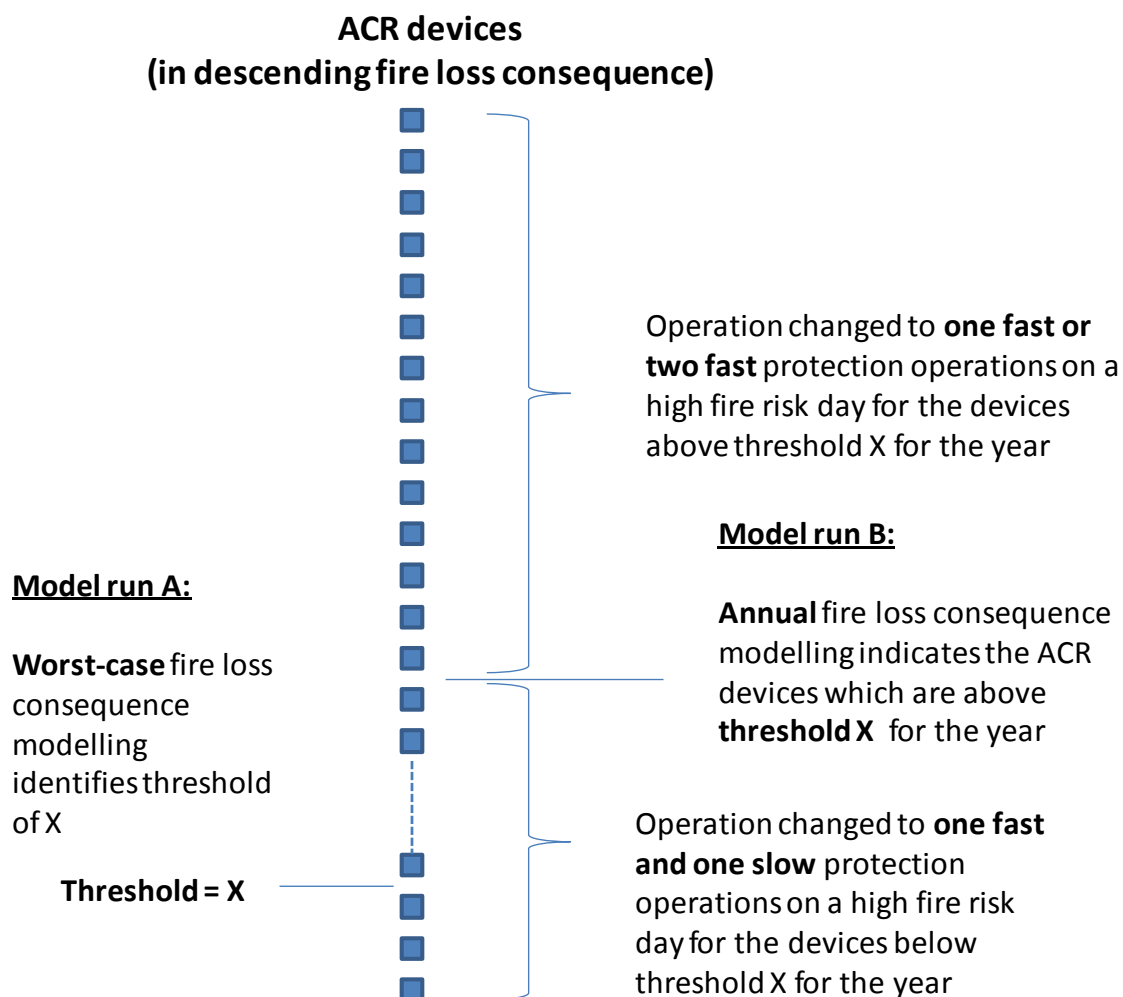 ACR devices
(in descending fire loss consequence)
Operation changed to one fast or
two fast protection operations on a
high fire risk day for the devices
above threshold X for the year
Model run B:
Annual fire loss consequence
modelling indicates the ACR
devices which are above
threshold X for the year
Model run A:
Worst-case fire loss
consequence
modelling
identifies threshold
of X
Threshold = X
Operation changed to one fast
and one slow protection
operations on a high fire risk
day for the devices below
threshold X for the year